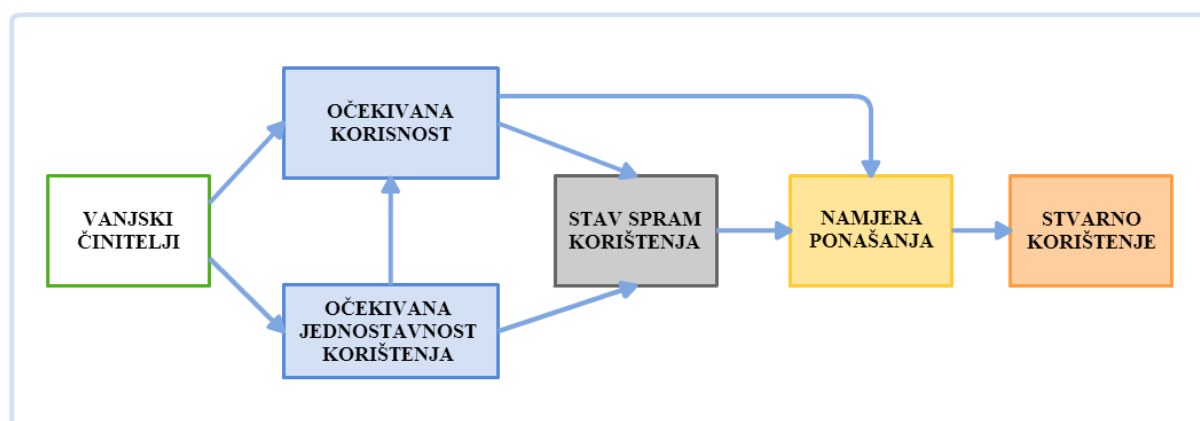 OČEKIVANA
KORISNOST
VANJSKI
ČINITELJI
STAV SPRAM
KORIŠTENJA
NAMJERA
PONAŠANJA
STVARNO
KORIŠTENJE
OČEKIVANA
JEDNOSTAVNOST
KORIŠTENJA